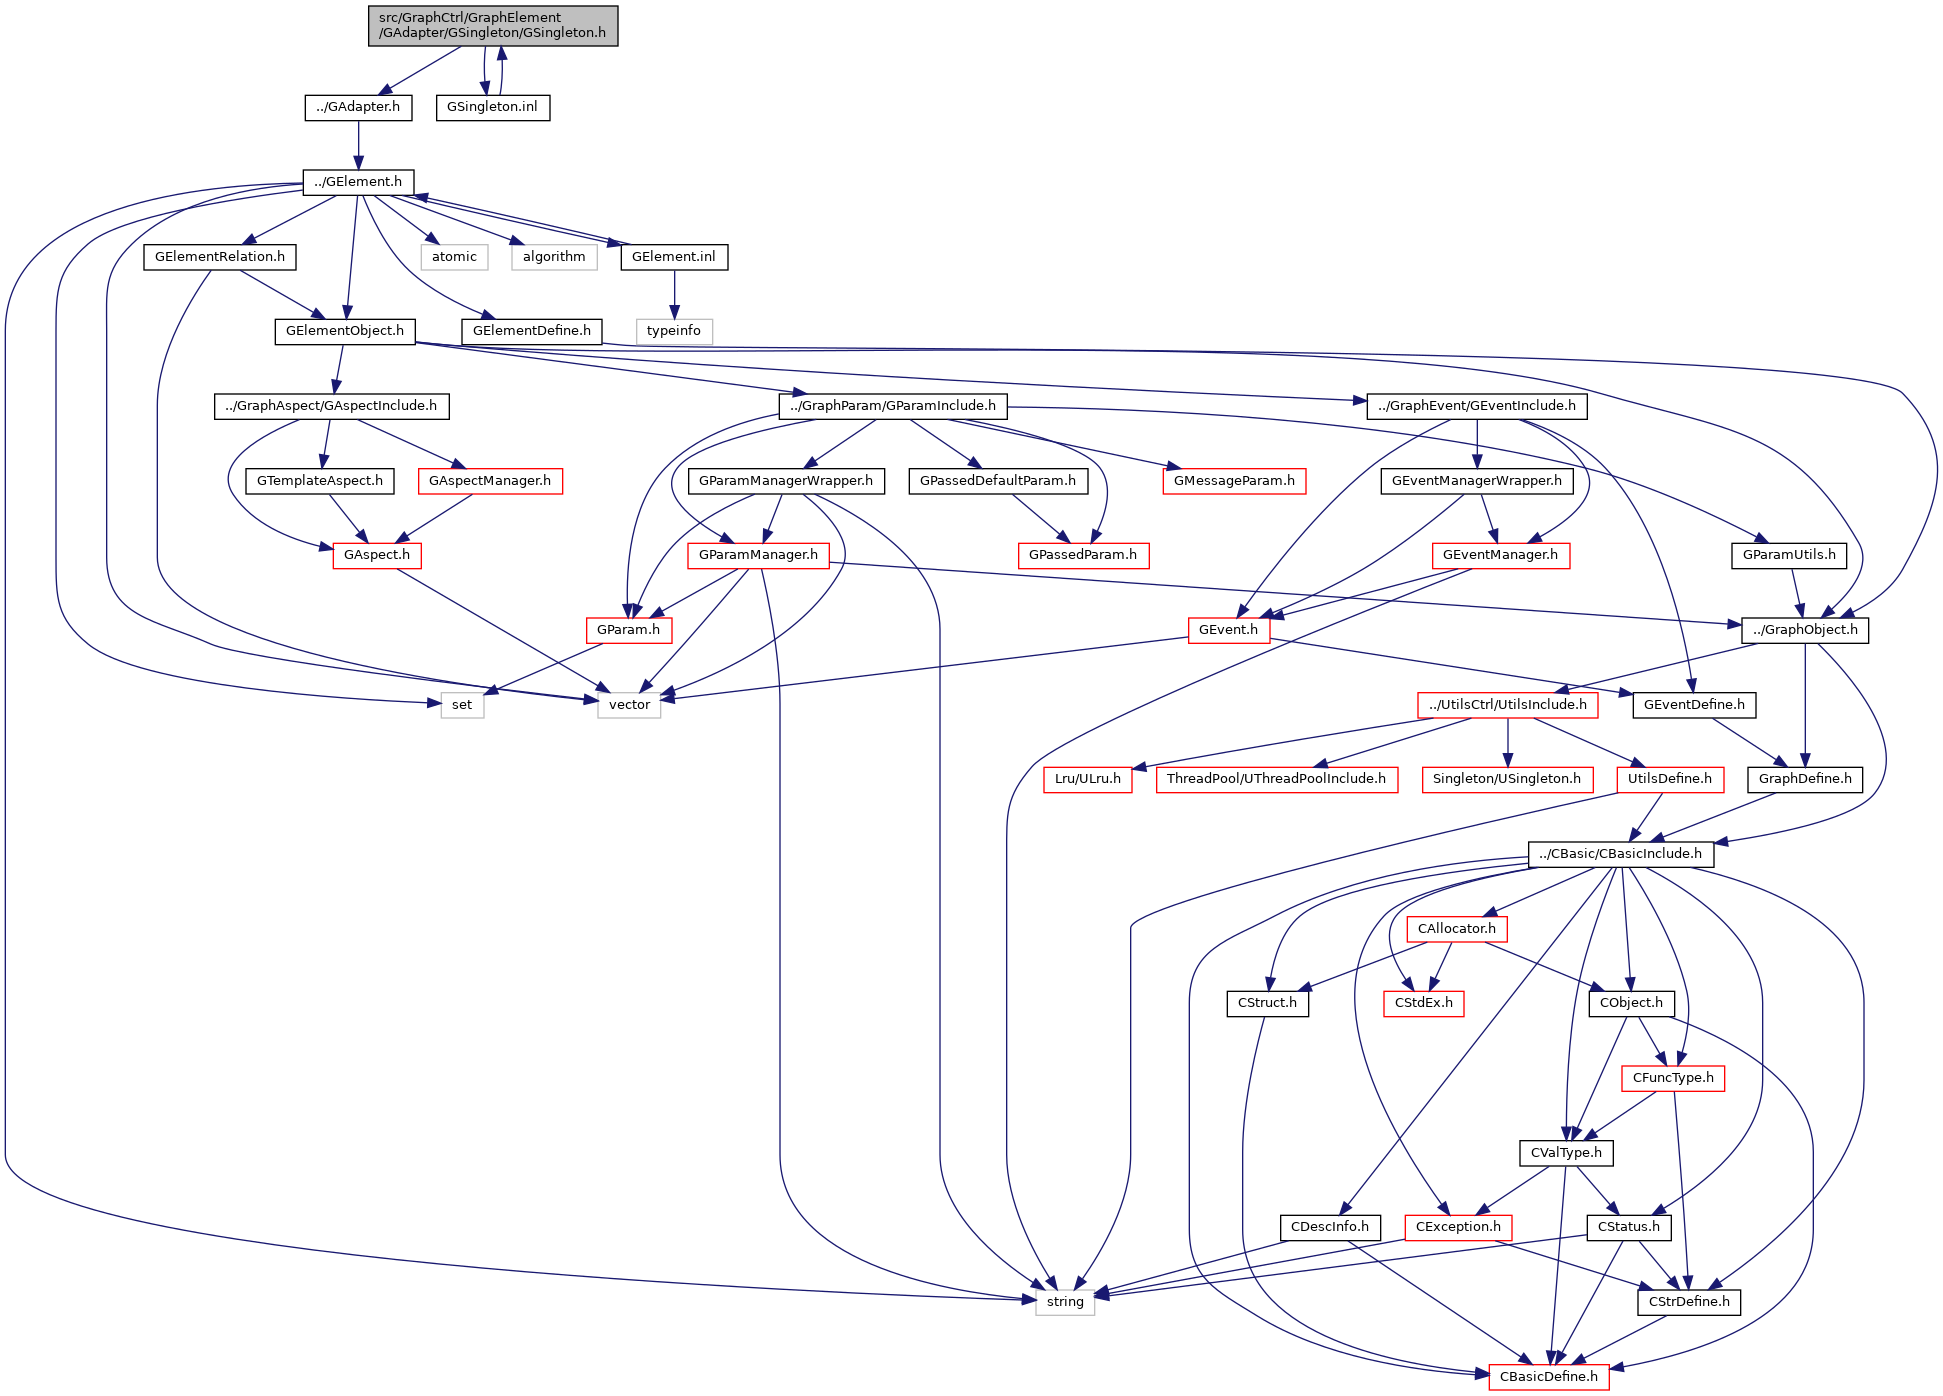 src/GraphCtrl/GraphElement
/GAdapter/GSingleton/GSingleton.h
../GAdapter.h
GSingleton.inl
../GElement.h
GElementRelation.h
atomic
algorithm
GElement.inl
GElementObject.h
GElementDefine.h
typeinfo
../GraphAspect/GAspectInclude.h
../GraphParam/GParamInclude.h
../GraphEvent/GEventInclude.h
GTemplateAspect.h
GAspectManager.h
GParamManagerWrapper.h
GPassedDefaultParam.h
GMessageParam.h
GEventManagerWrapper.h
GAspect.h
GParamManager.h
GPassedParam.h
GEventManager.h
GParamUtils.h
GParam.h
GEvent.h
../GraphObject.h
set
vector
../UtilsCtrl/UtilsInclude.h
GEventDefine.h
Lru/ULru.h
ThreadPool/UThreadPoolInclude.h
Singleton/USingleton.h
UtilsDefine.h
GraphDefine.h
../CBasic/CBasicInclude.h
CAllocator.h
CStruct.h
CStdEx.h
CObject.h
CFuncType.h
CValType.h
CDescInfo.h
CException.h
CStatus.h
string
CStrDefine.h
CBasicDefine.h